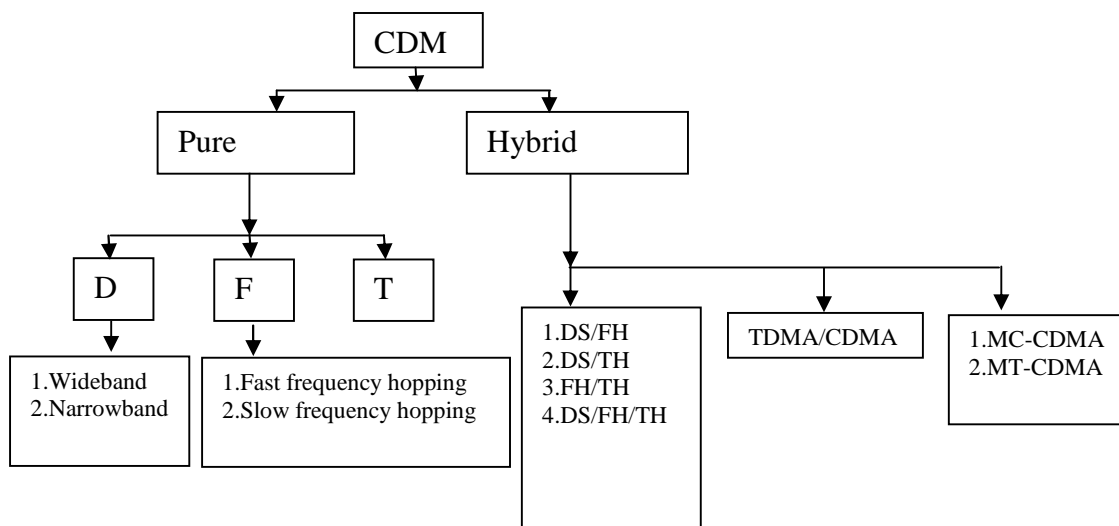 CDM
Pure
Hybrid
D
F
T
1.Wideband
2.Narrowband
1.Fast frequency hopping
2.Slow frequency hopping
1.DS/FH
2.DS/TH
3.FH/TH
4.DS/FH/TH
TDMA/CDMA
1.MC-CDMA
2.MT-CDMA